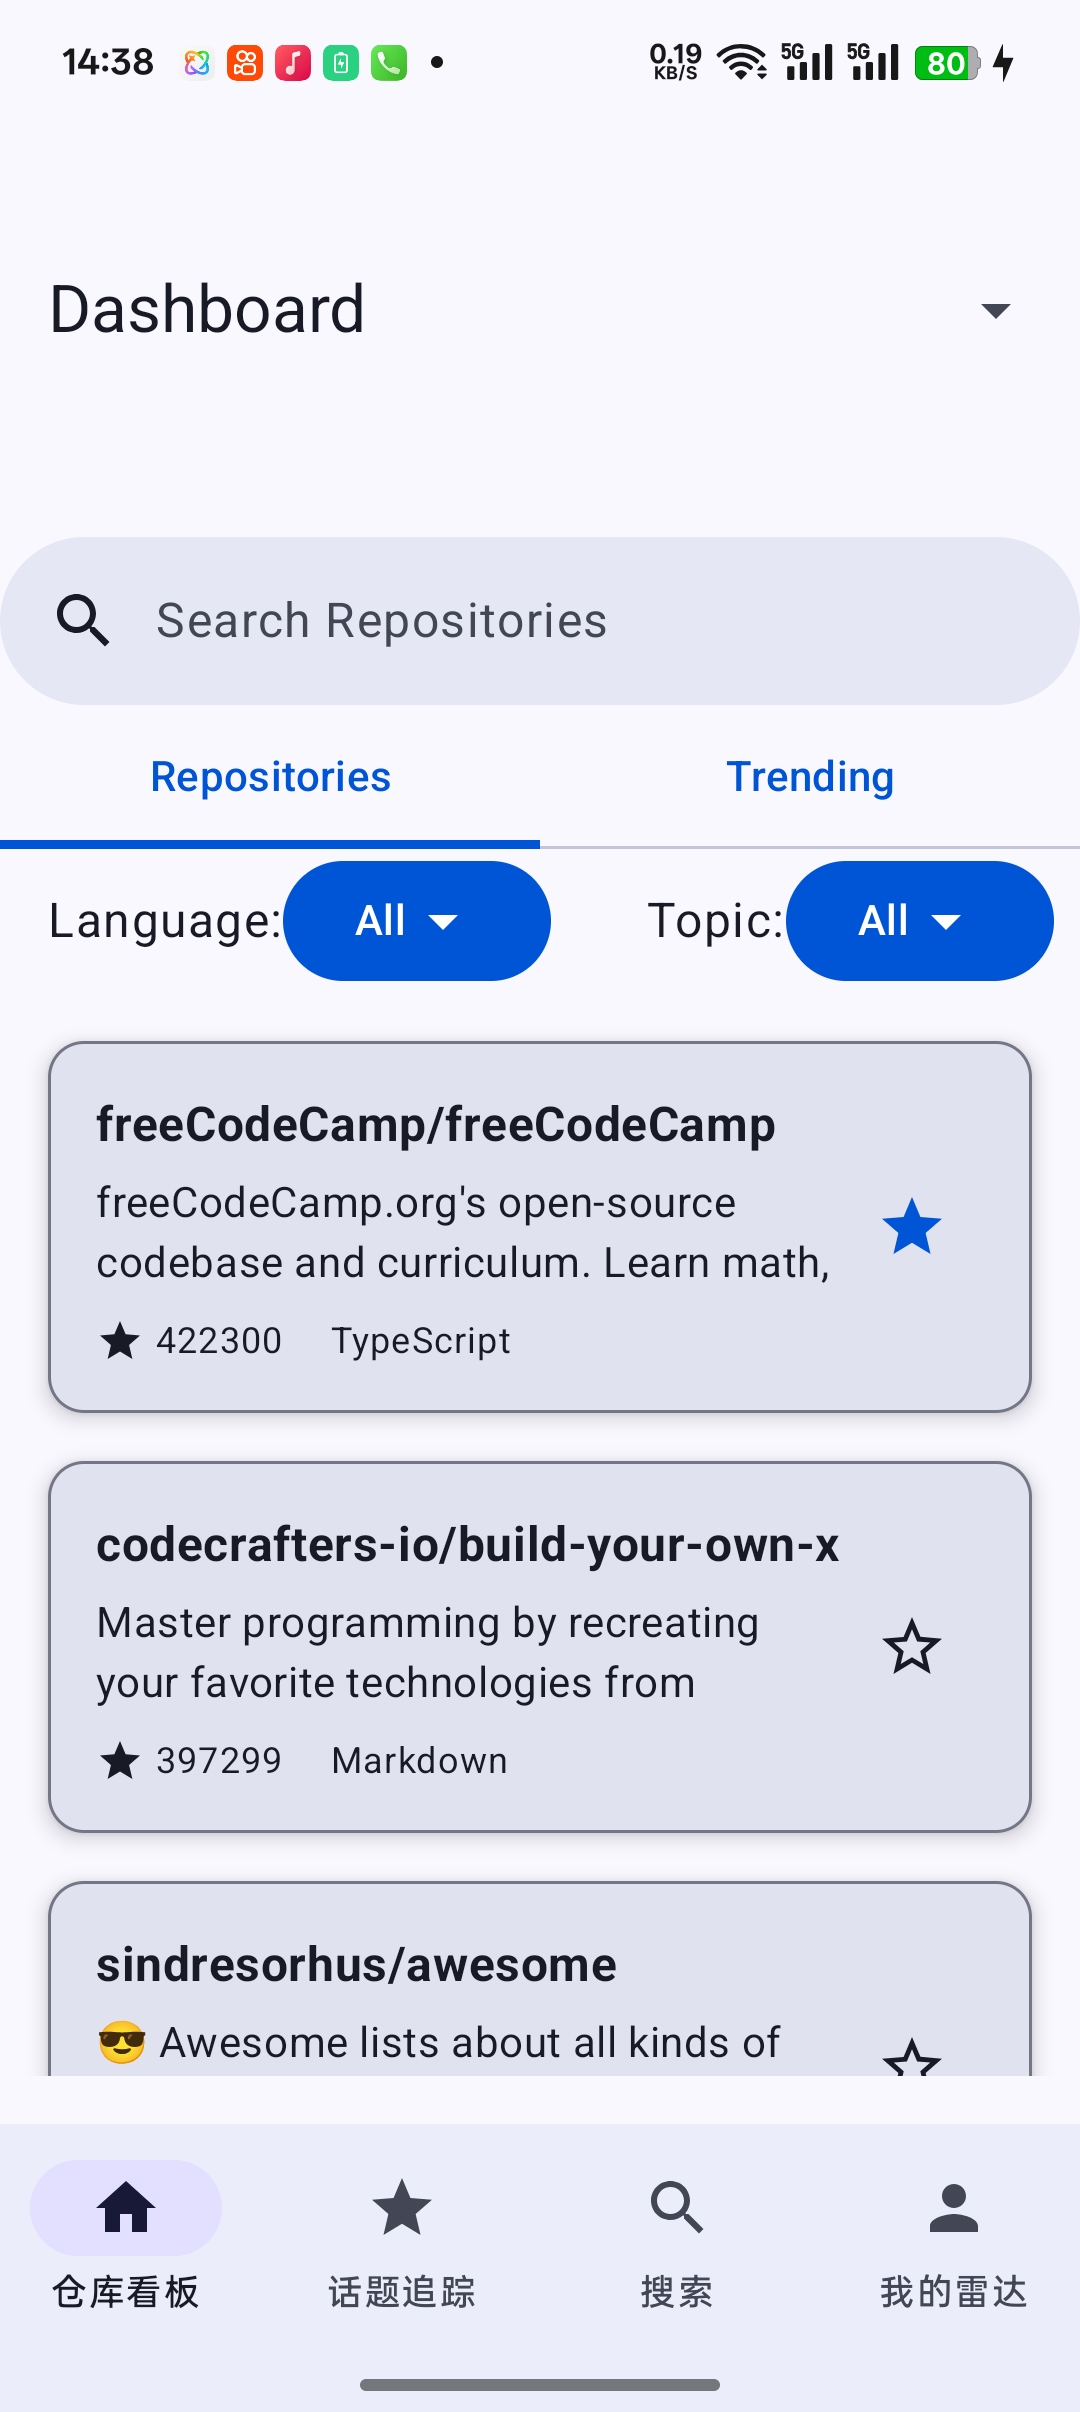 14:38
0.19
KB/S
5G
5G
80
Dashboard
Search Repositories
Repositories
Trending
Language:
All
Topic:
All
freeCodeCamp/freeCodeCamp
freeCodeCamp.org's open-source
codebase and curriculum. Learn math,
422300
TypeScript
codecrafters-io/build-your-own-x
Master programming by recreating
your favorite technologies from
397299
Markdown
sindresorhus/awesome
😎 Awesome lists about all kinds of
仓库看板
话题追踪
搜索
我的雷达